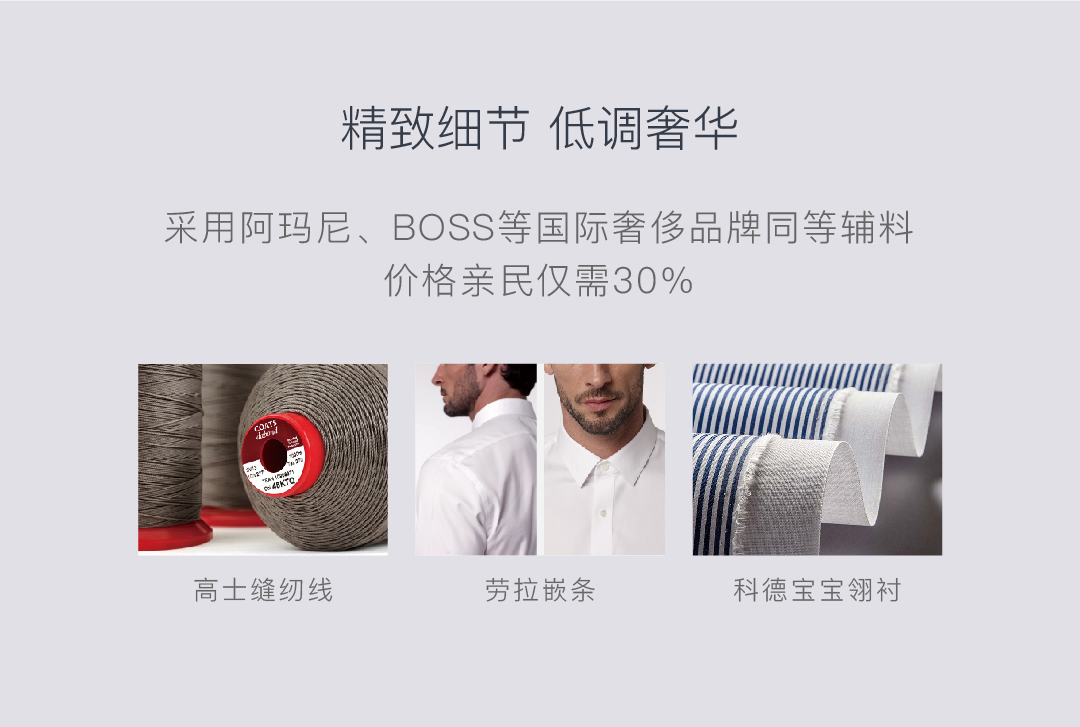 精致细节 低调奢华
采用阿玛尼、BOSS等国际奢侈品牌同等辅料
价格亲民仅需30%
COATS
高士缝纫线
劳拉嵌条
科德宝宝翎衬